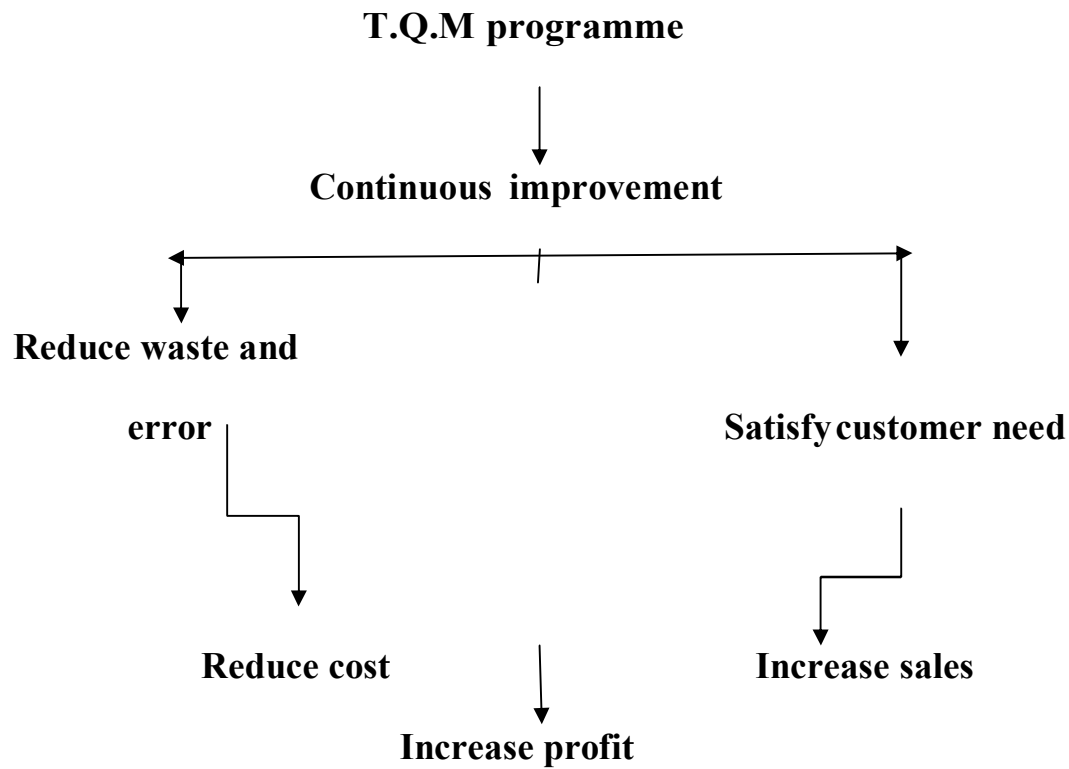 T.Q.M programme
Continuous improvement
Reduce waste and
error
Satisfy customer need
Reduce cost
Increase sales
Increase profit